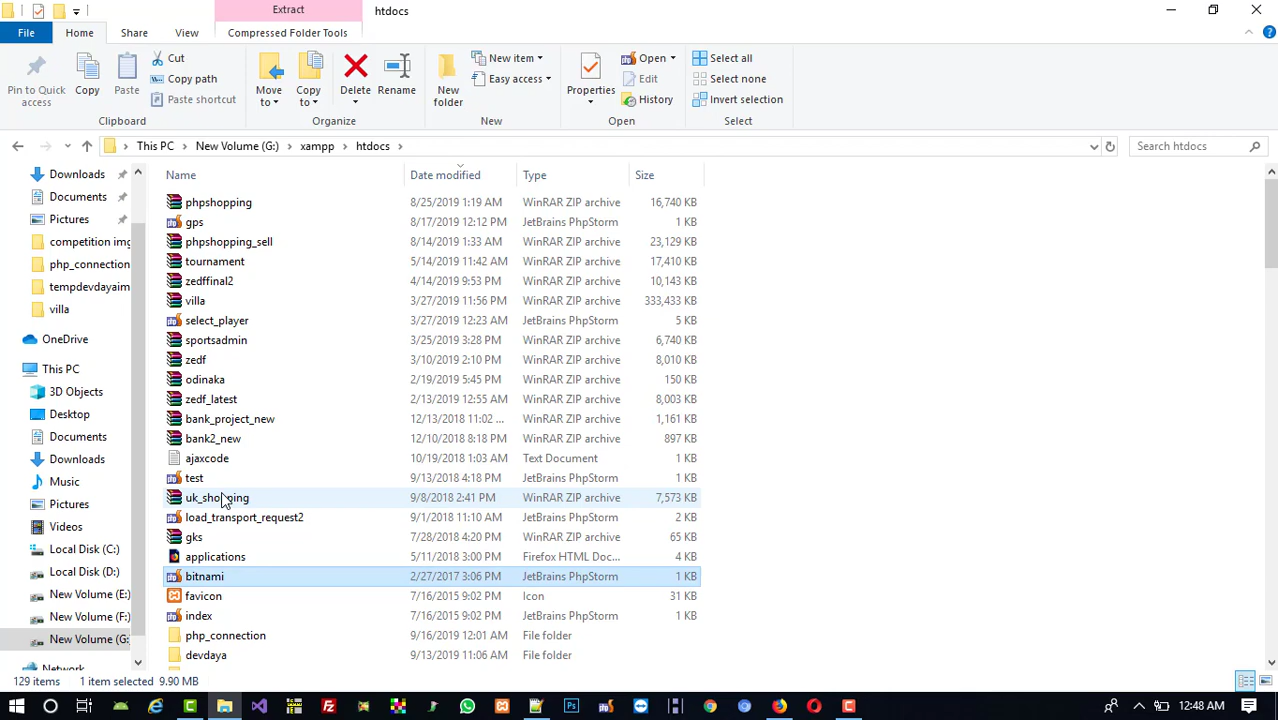 Extract
htdocs
File
Home
Share
View
Compressed Folder Tools
Pin to Quick access
Copy
Paste
Cut
Copy path
Paste shortcut
Clipboard
Move to
Copy to
Delete
Rename
Organize
New folder
New item
Easy access
New
Properties
Open
Edit
History
Open
Select all
Select none
Invert selection
Select
This PC
New Volume (G:)
xampp
htdocs
Search htdocs
Downloads
Documents
Pictures
competition img
php_connection
tempdevdayaim
villa
OneDrive
This PC
3D Objects
Desktop
Documents
Downloads
Music
Pictures
Videos
Local Disk (C:)
Local Disk (D:)
New Volume (E:)
New Volume (F:)
New Volume (G:
Network
Name Date modified Type Size
phpshopping 8/25/2019 1:19 AM WinRAR ZIP archive 16,740 KB
gps 8/17/2019 12:12 PM JetBrains PhpStorm 1 KB
phpshopping_sell 8/14/2019 1:33 AM WinRAR ZIP archive 23,129 KB
tournament 5/14/2019 11:42 AM WinRAR ZIP archive 17,410 KB
zedffinal2 4/14/2019 9:53 PM WinRAR ZIP archive 10,143 KB
villa 3/27/2019 11:56 PM WinRAR ZIP archive 333,433 KB
select_player 3/27/2019 12:23 AM JetBrains PhpStorm 5 KB
sportsadmin 3/25/2019 3:28 PM WinRAR ZIP archive 6,740 KB
zedf 3/10/2019 2:10 PM WinRAR ZIP archive 8,010 KB
odinaka 2/19/2019 5:45 PM WinRAR ZIP archive 150 KB
zedf_latest 2/13/2019 12:55 AM WinRAR ZIP archive 8,003 KB
bank_project_new 12/13/2018 11:02 ... WinRAR ZIP archive 1,161 KB
bank2_new 12/10/2018 8:18 PM WinRAR ZIP archive 897 KB
ajaxcode 10/19/2018 1:03 AM Text Document 1 KB
test 9/13/2018 4:18 PM JetBrains PhpStorm 1 KB
uk_shopping 9/8/2018 2:41 PM WinRAR ZIP archive 7,573 KB
load_transport_request2 9/1/2018 11:10 AM JetBrains PhpStorm 2 KB
gks 7/28/2018 4:20 PM WinRAR ZIP archive 65 KB
applications 5/11/2018 3:00 PM Firefox HTML Doc... 4 KB
bitnami 2/27/2017 3:06 PM JetBrains PhpStorm 1 KB
favicon 7/16/2015 9:02 PM Icon 31 KB
index 7/16/2015 9:02 PM JetBrains PhpStorm 1 KB
php_connection 9/16/2019 12:01 AM File folder
devdaya 9/13/2019 11:06 AM File folder
129 items 1 item selected 9.90 MB
12:48 AM